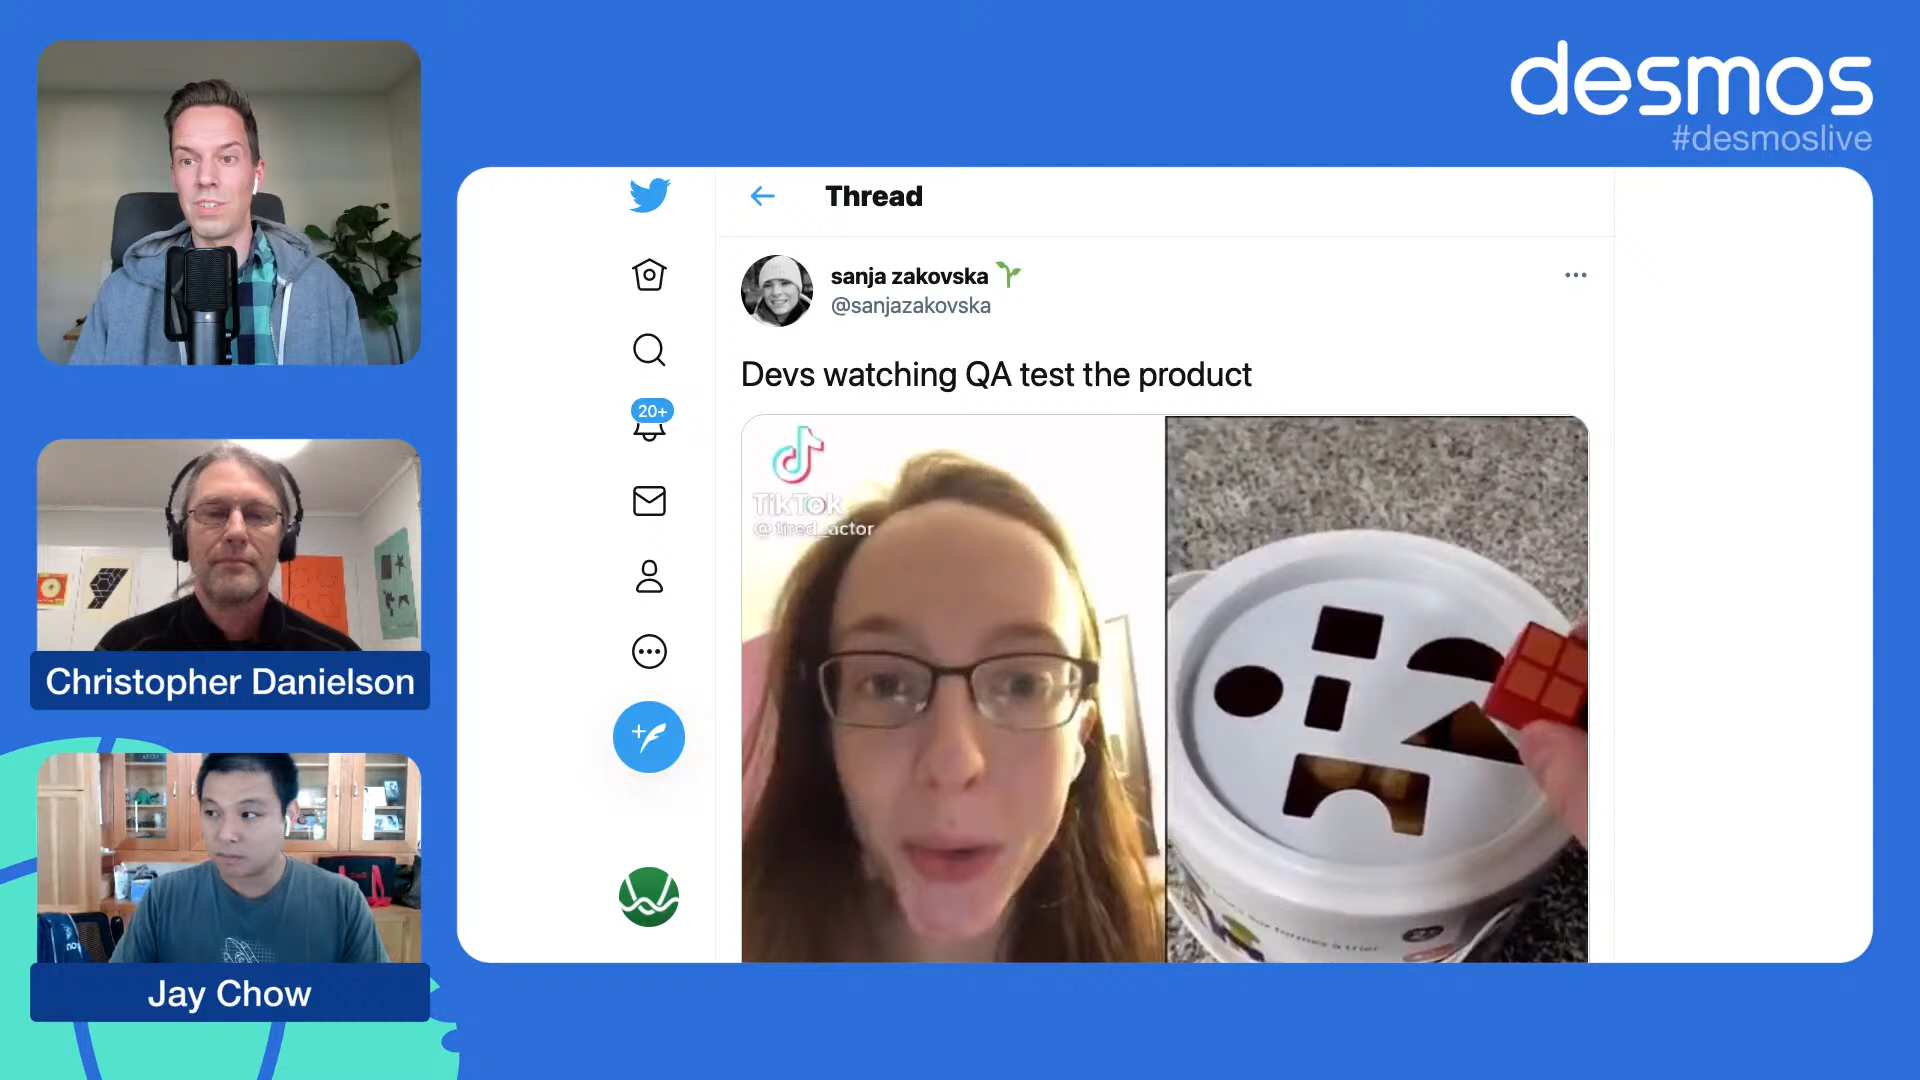 desmos
#desmoslive
Thread
sanja zakovska
@sanjazakovska
Devs watching QA test the product
20+
TikTok
@tired_actor
Christopher Danielson
Jay Chow